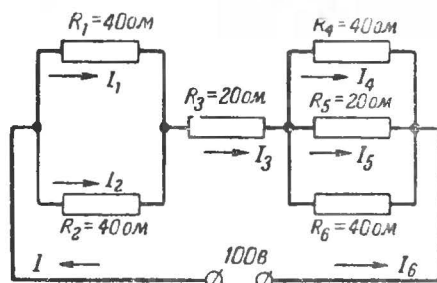 R₁=40ом
I₁
R₃=20ом
I₃
I₂
R₂=40ом
R₄=40ом
I₄
R₅=20ом
I₅
R₆=40ом
I
100в
I₆